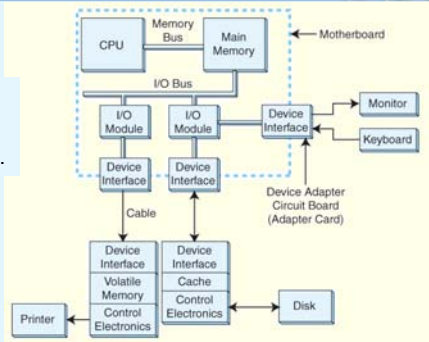 Memory
Bus
CPU
Main
Memory
Motherboard
I/O Bus
I/O
Module
I/O
Module
Device
Interface
Monitor
Keyboard
.
Device
Interface
Device
Interface
Device Adapter
Circuit Board
(Adapter Card)
Cable
Device
Interface
Volatile
Memory
Control
Electronics
Device
Interface
Cache
Control
Electronics
Printer
Disk